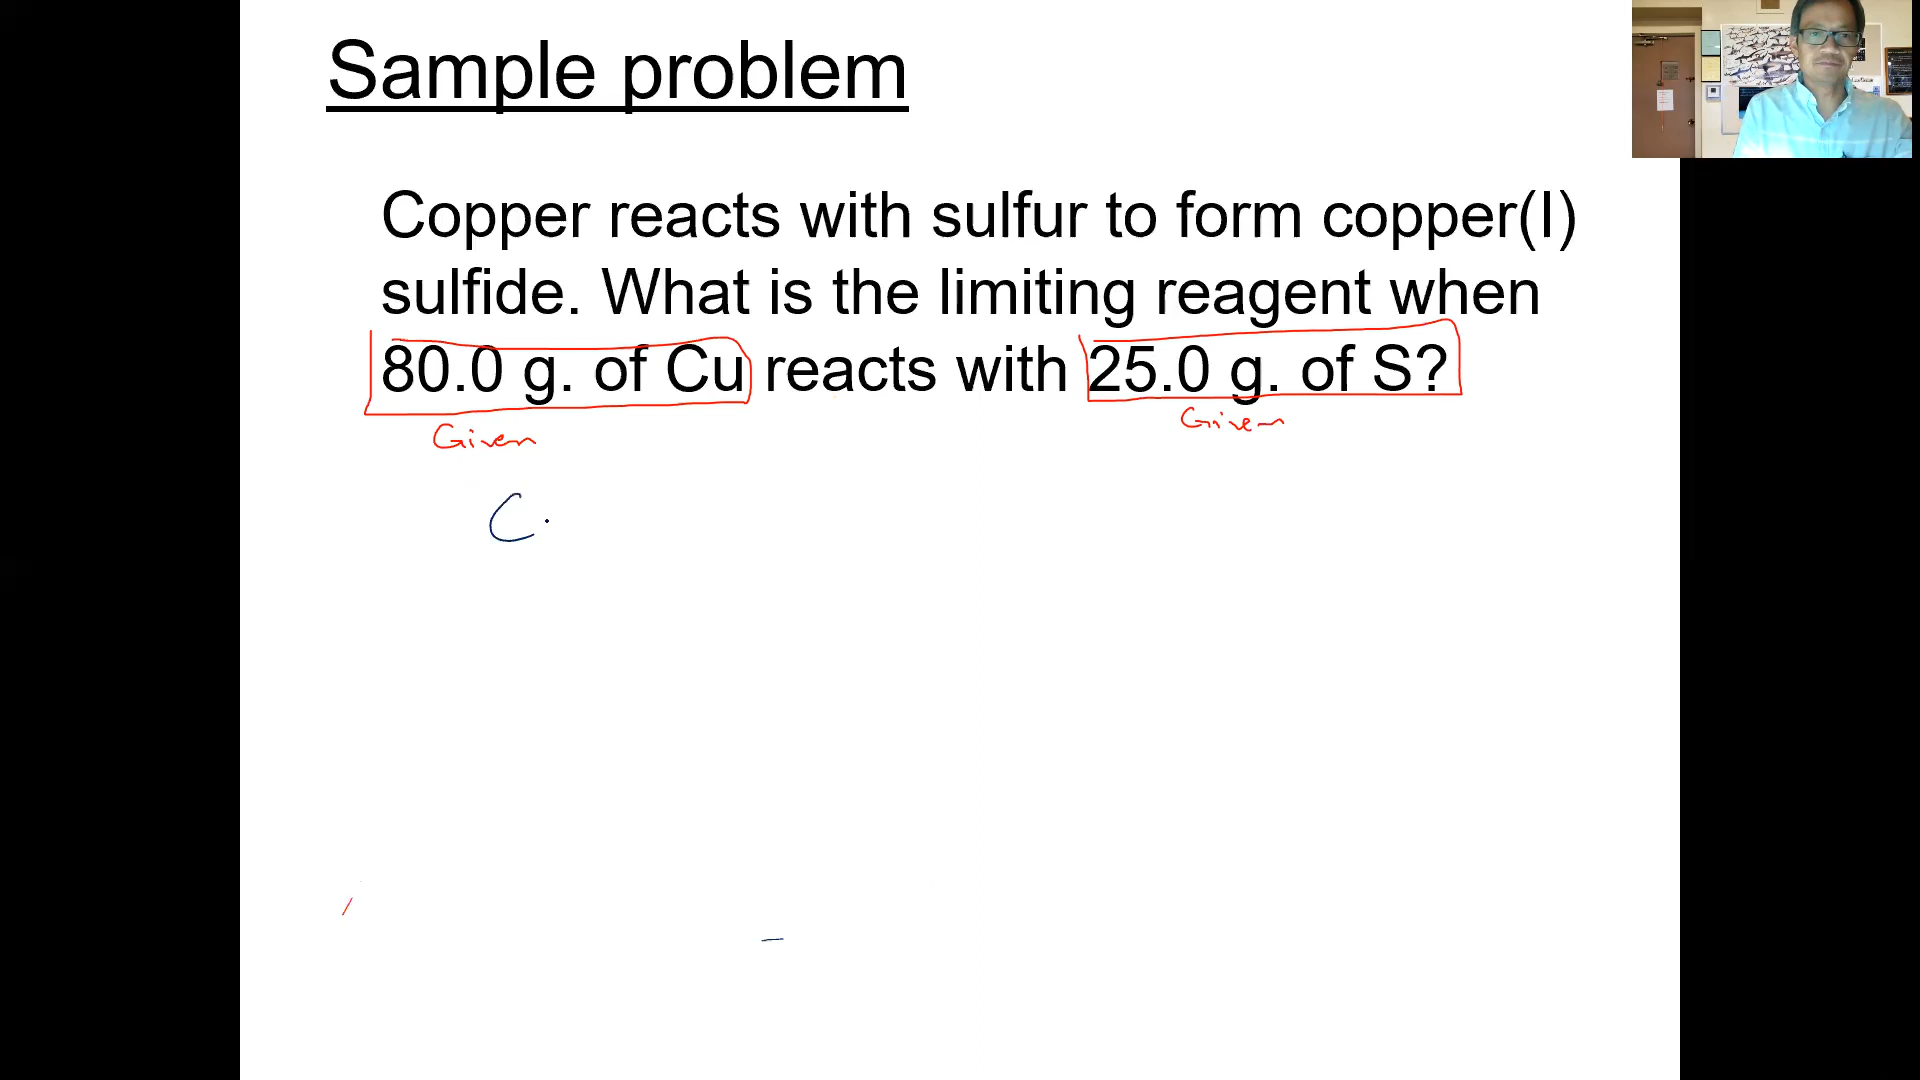 Sample problem
Copper reacts with sulfur to form copper(I)
sulfide. What is the limiting reagent when
80.0 g. of Cu reacts with 25.0 g. of S?
Given Given
C